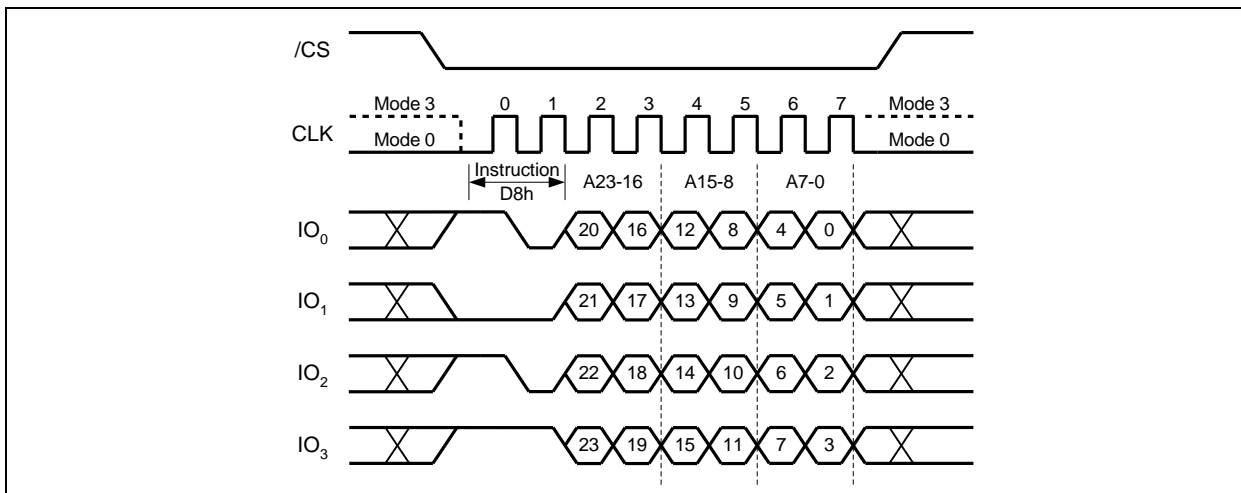 /CS
Mode 3 0 1 2 3 4 5 6 7 Mode 3
CLK
Mode 0 Mode 0
Instruction
D8h
A23-16 A15-8 A7-0
IO0 20 16 12 8 4 0
IO1 21 17 13 9 5 1
IO2 22 18 14 10 6 2
IO3 23 19 15 11 7 3